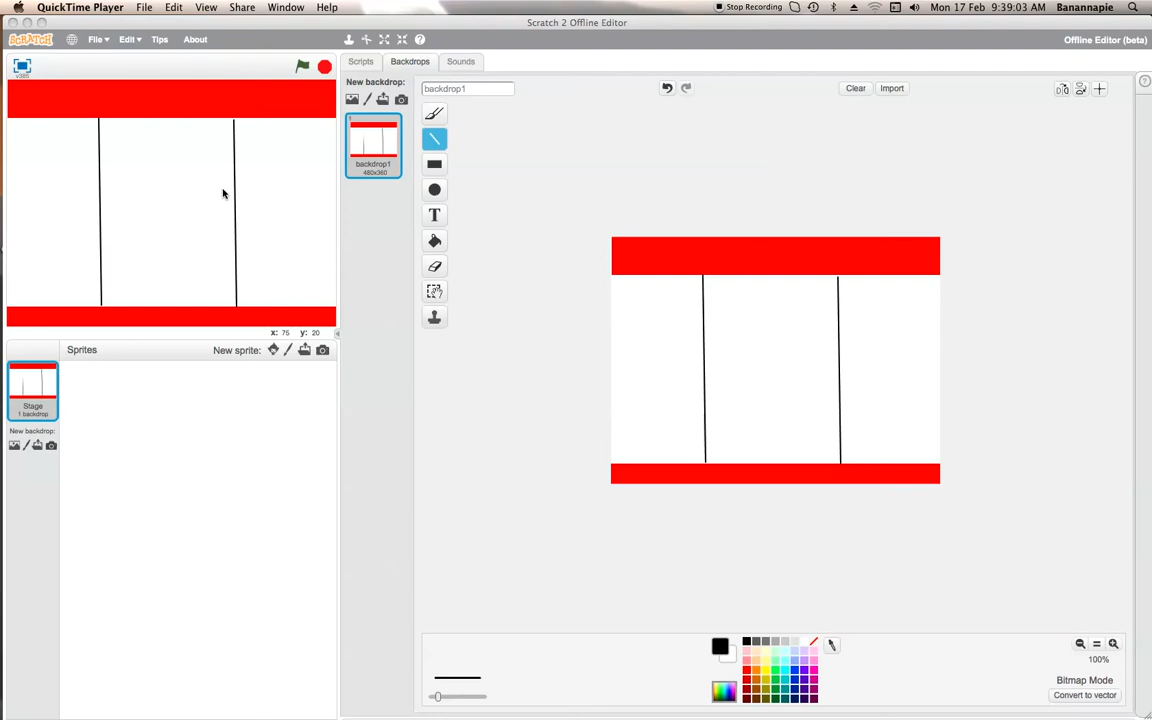 QuickTime Player File Edit View Share Window Help Stop Recording Mon 17 Feb 9:39:03 AM Banannapie
Scratch 2 Offline Editor
SCRATCH File Edit Tips About Offline Editor (beta)
v385
Scripts Backdrops Sounds
New backdrop:
1
backdrop1
480x360
backdrop1
Clear Import
T
x: 75 y: 20
Sprites New sprite:
Stage
1 backdrop
New backdrop:
100%
Bitmap Mode
Convert to vector